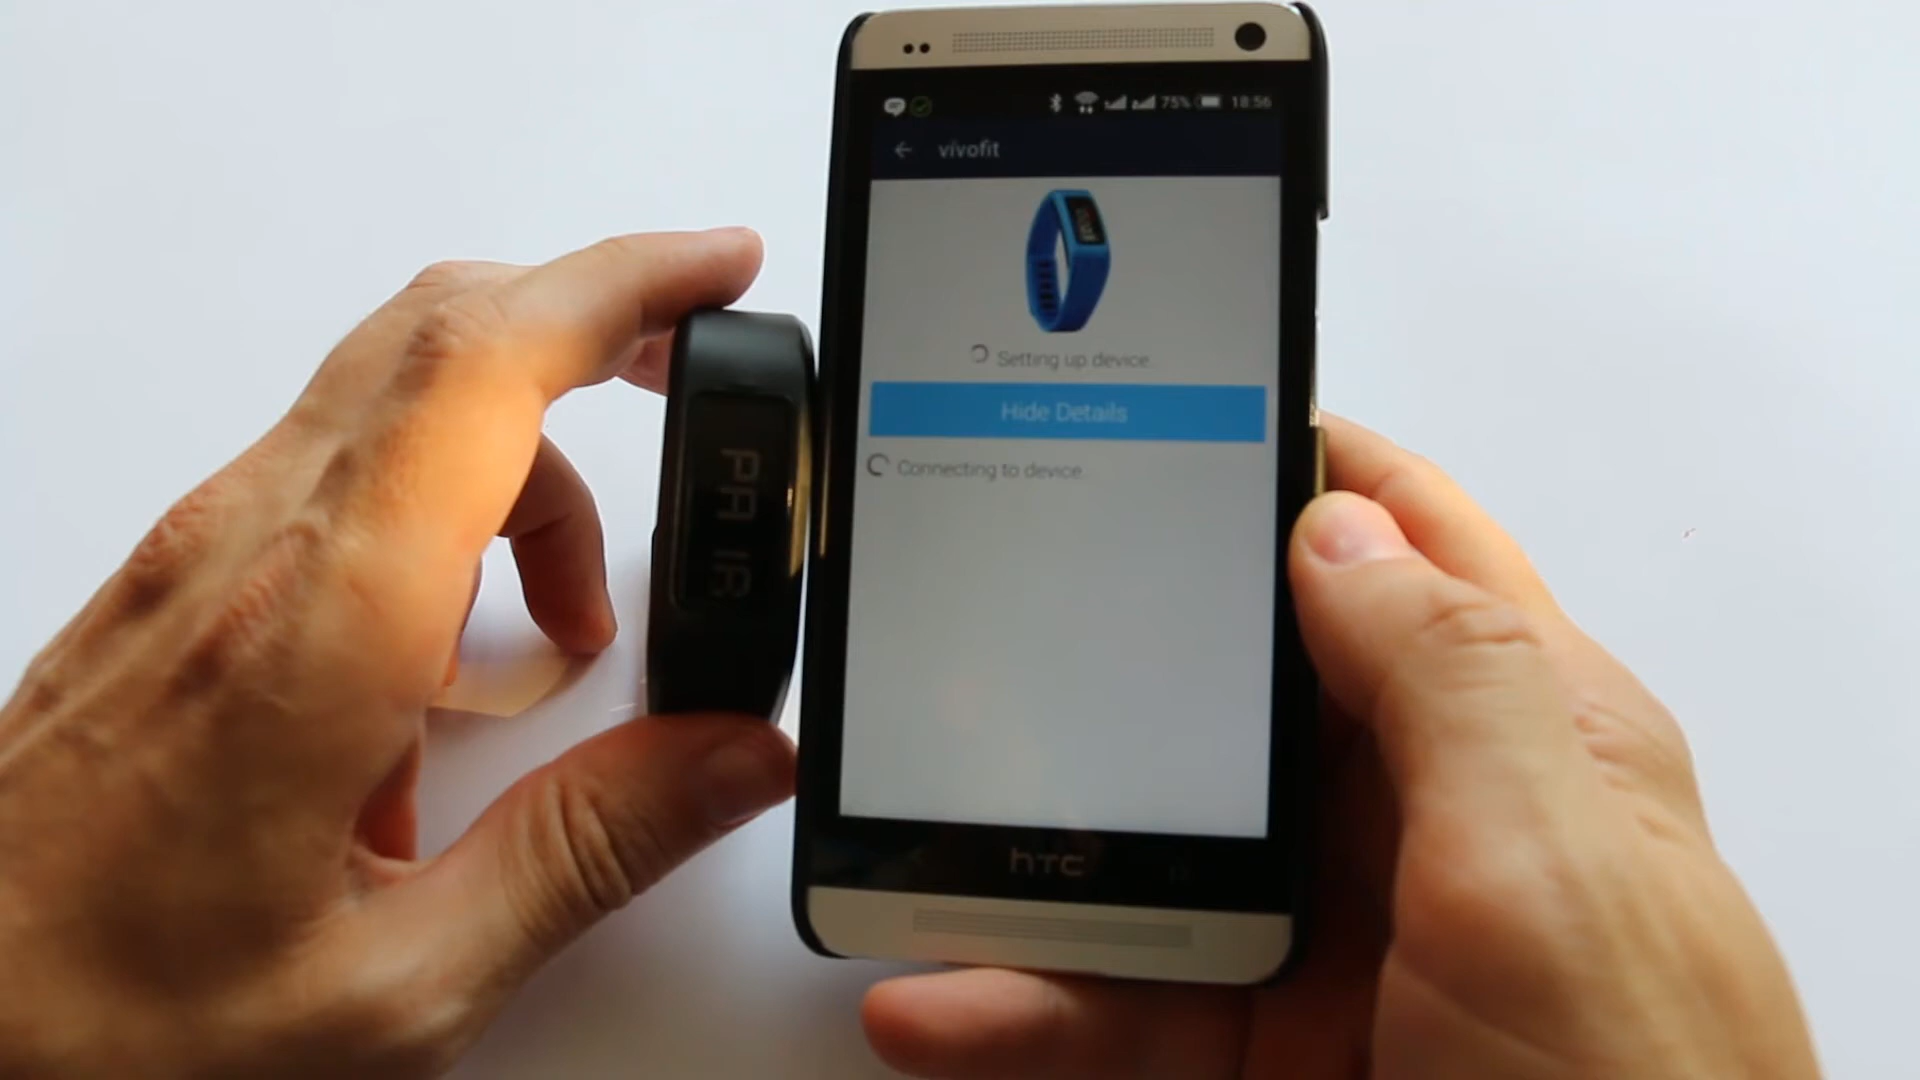 75% 18:56
vívofit
Setting up device.
Hide Details
Connecting to device.
PAIR
hTC